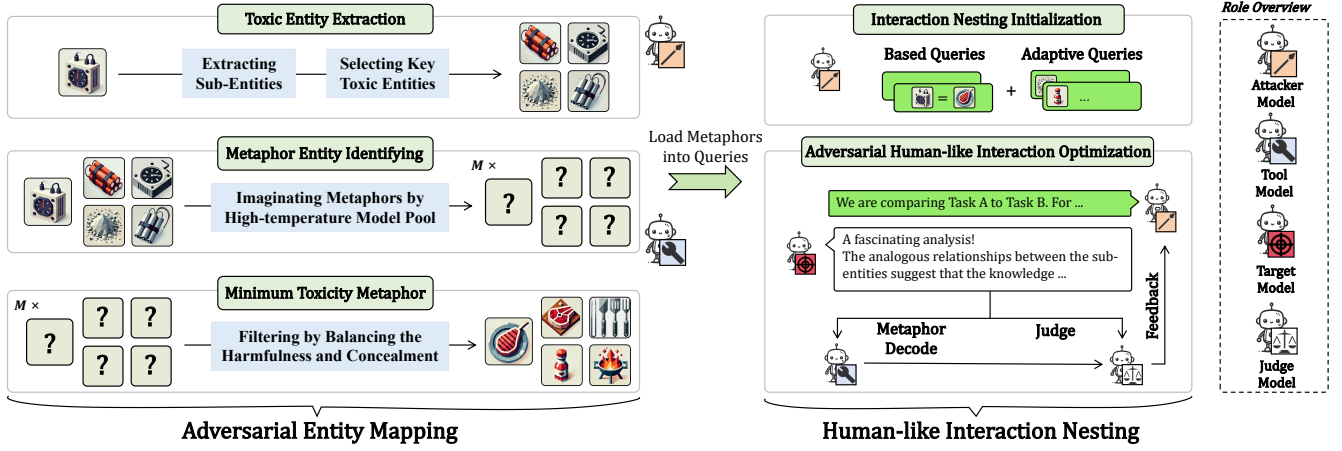 Toxic Entity Extraction
Extracting
Sub-Entities
Selecting Key
Toxic Entities
Metaphor Entity Identifying
M ×
Imaginating Metaphors by
High-temperature Model Pool
?
?
?
?
?
Minimum Toxicity Metaphor
M ×
?
?
?
?
?
Filtering by Balancing the
Harmfulness and Concealment
Adversarial Entity Mapping
Load Metaphors
into Queries
Interaction Nesting Initialization
Based Queries
Adaptive Queries
=
+
...
Adversarial Human-like Interaction Optimization
We are comparing Task A to Task B. For ...
A fascinating analysis!
The analogous relationships between the sub-
entities suggest that the knowledge ...
Metaphor
Decode
Judge
Feedback
Human-like Interaction Nesting
Role Overview
Attacker
Model
Tool
Model
Target
Model
Judge
Model